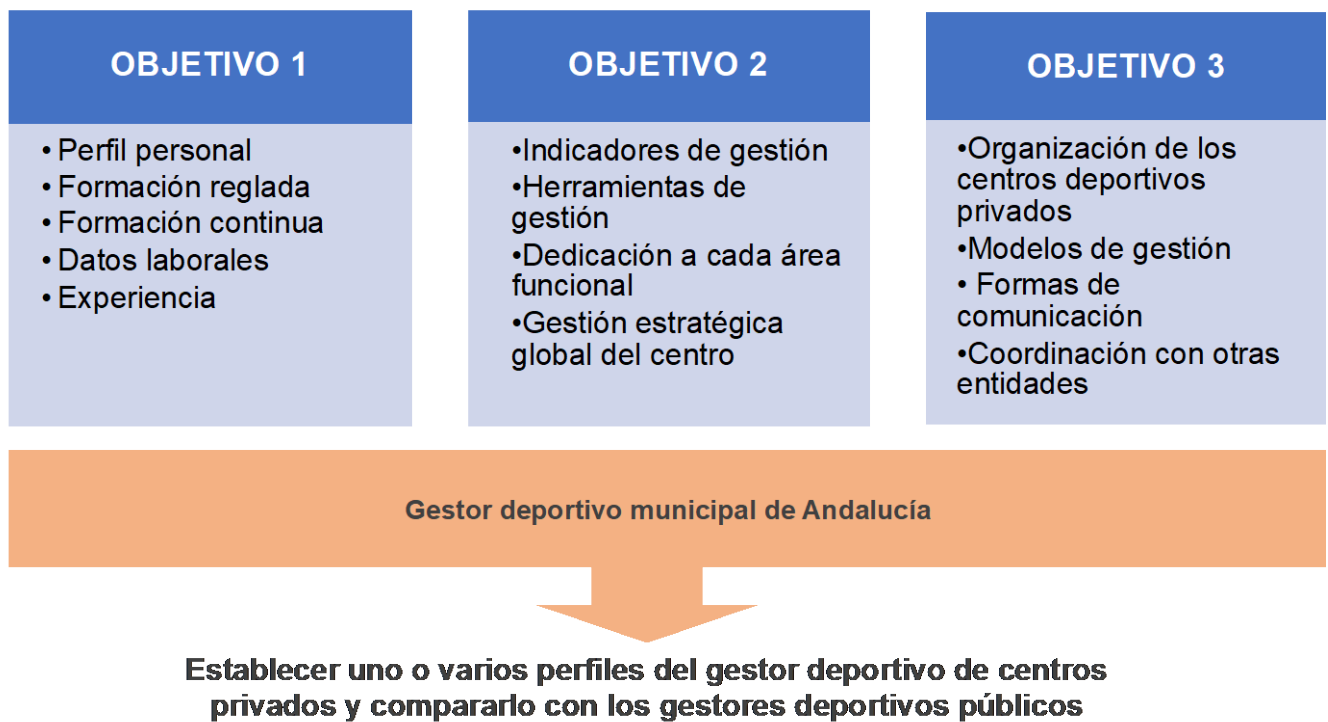 OBJETIVO 1
• Perfil personal
• Formación reglada
• Formación continua
• Datos laborales
• Experiencia
OBJETIVO 2
•Indicadores de gestión
•Herramientas de
gestión
•Dedicación a cada área
funcional
•Gestión estratégica
global del centro
OBJETIVO 3
•Organización de los
centros deportivos
privados
•Modelos de gestión
• Formas de
comunicación
•Coordinación con otras
entidades
Gestor deportivo municipal de Andalucía
Establecer uno o varios perfiles del gestor deportivo de centros
privados y compararlo con los gestores deportivos públicos